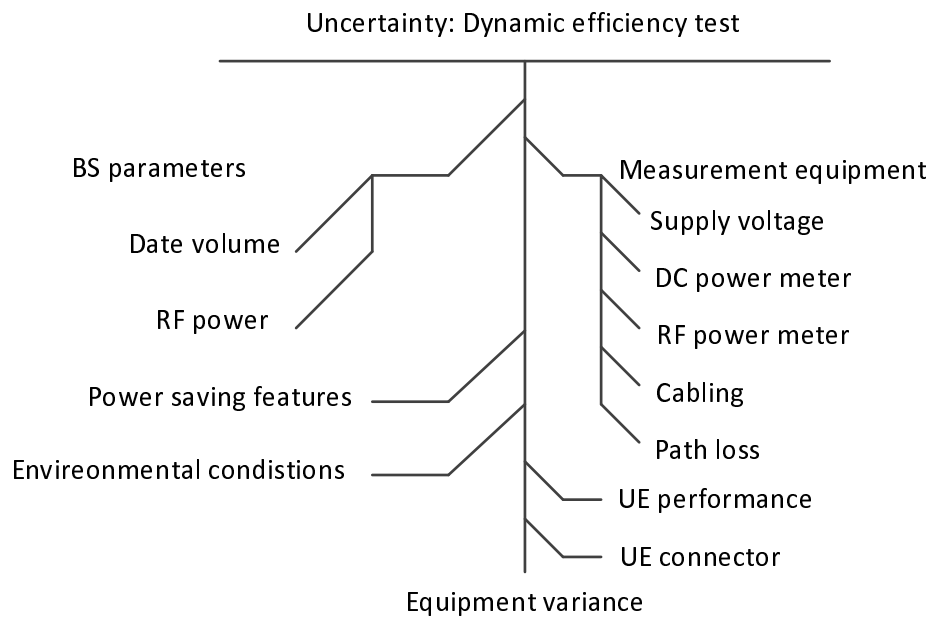 Uncertainty: Dynamic efficiency test
BS parameters
Date volume
RF power
Power saving features
Envireonmental condistions
Measurement equipment
Supply voltage
DC power meter
RF power meter
Cabling
Path loss
UE performance
UE connector
Equipment variance